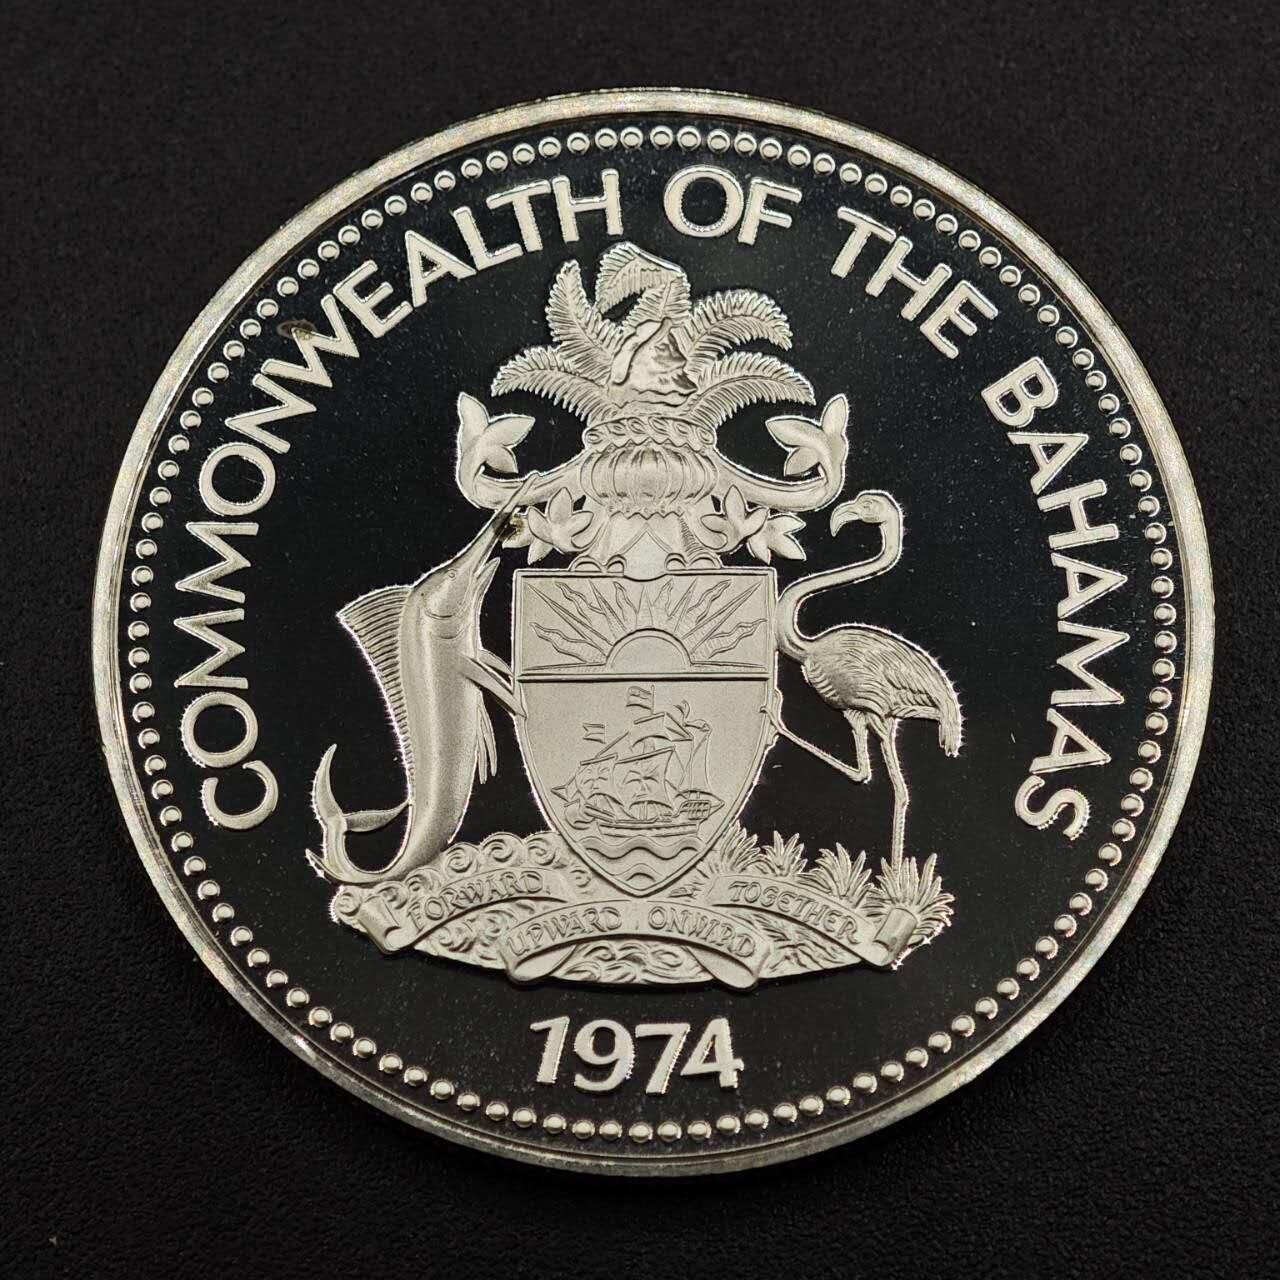 COMMONWEALTH OF THE BAHAMAS
FORWARD UPWARD ONWARD TOGETHER
1974